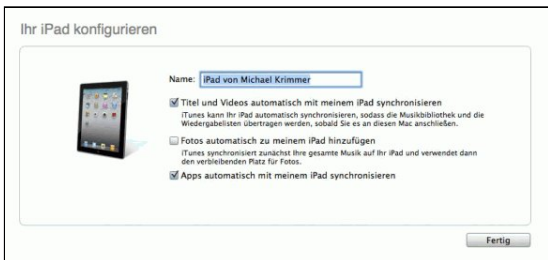 Ihr iPad konfigurieren
Name: iPad von Michael Krimmer
Titel und Videos automatisch mit meinem iPad synchronisieren
iTunes kann Ihr iPad automatisch synchronisieren, sodass die Musikbibliothek und die
Wiedergabelisten übertragen werden, sobald Sie es an diesen Mac anschließen.
Fotos automatisch zu meinem iPad hinzufügen
iTunes synchronisiert zunächst Ihre gesamte Musik auf Ihr iPad und verwendet dann
den verbleibenden Platz für Fotos.
Apps automatisch mit meinem iPad synchronisieren
Fertig